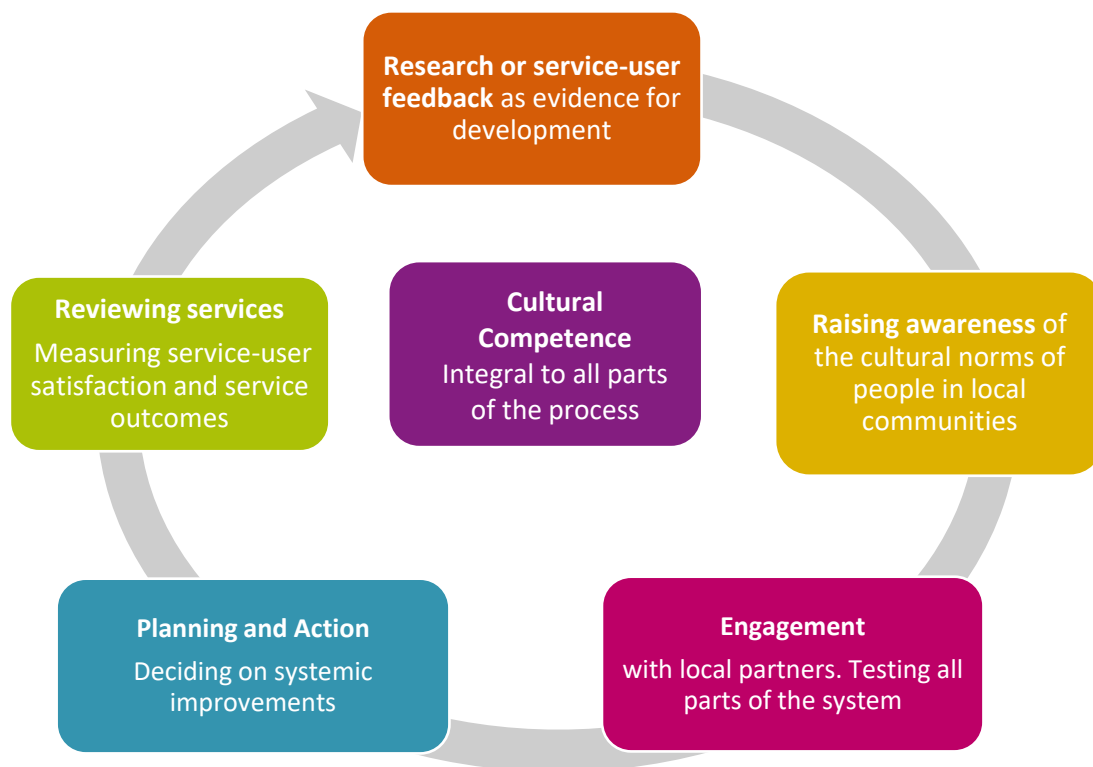 Research or service-user
feedback as evidence for
development
Raising awareness of
the cultural norms of
people in local
communities
Engagement
with local partners. Testing all
parts of the system
Planning and Action
Deciding on systemic
improvements
Reviewing services
Measuring service-user
satisfaction and service
outcomes
Cultural
Competence
Integral to all parts
of the process